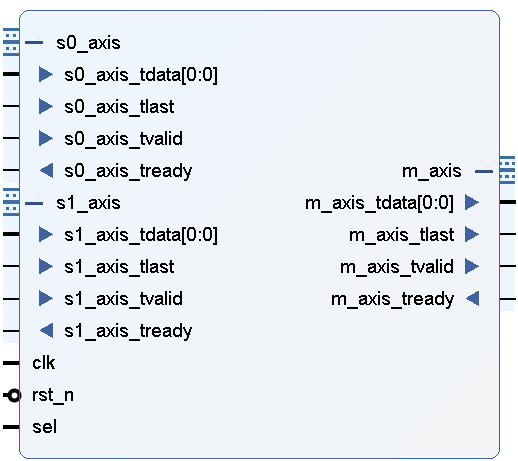 s0_axis
s0_axis_tdata[0:0]
s0_axis_tlast
s0_axis_tvalid
s0_axis_tready
s1_axis
s1_axis_tdata[0:0]
s1_axis_tlast
s1_axis_tvalid
s1_axis_tready
clk
rst_n
sel
m_axis
m_axis_tdata[0:0]
m_axis_tlast
m_axis_tvalid
m_axis_tready